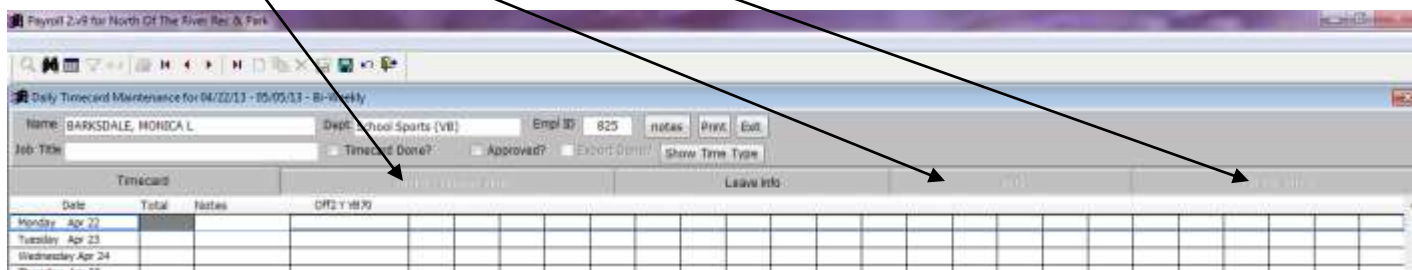 Payroll 2.v9 for North Of The River Rec & Park
Daily Timecard Maintenance for 04/22/13 - 05/05/13 - Bi-Weekly
Name BARKSDALE, MONICA L Dept School Sports (VB) Empl ID 825 notes Print Exit
Job Title Timecard Done? Approved? Export Done? Show Time Type
Timecard Leave Info
Date Total Notes Off2 Y VB70
Monday Apr 22
Tuesday Apr 23
Wednesday Apr 24